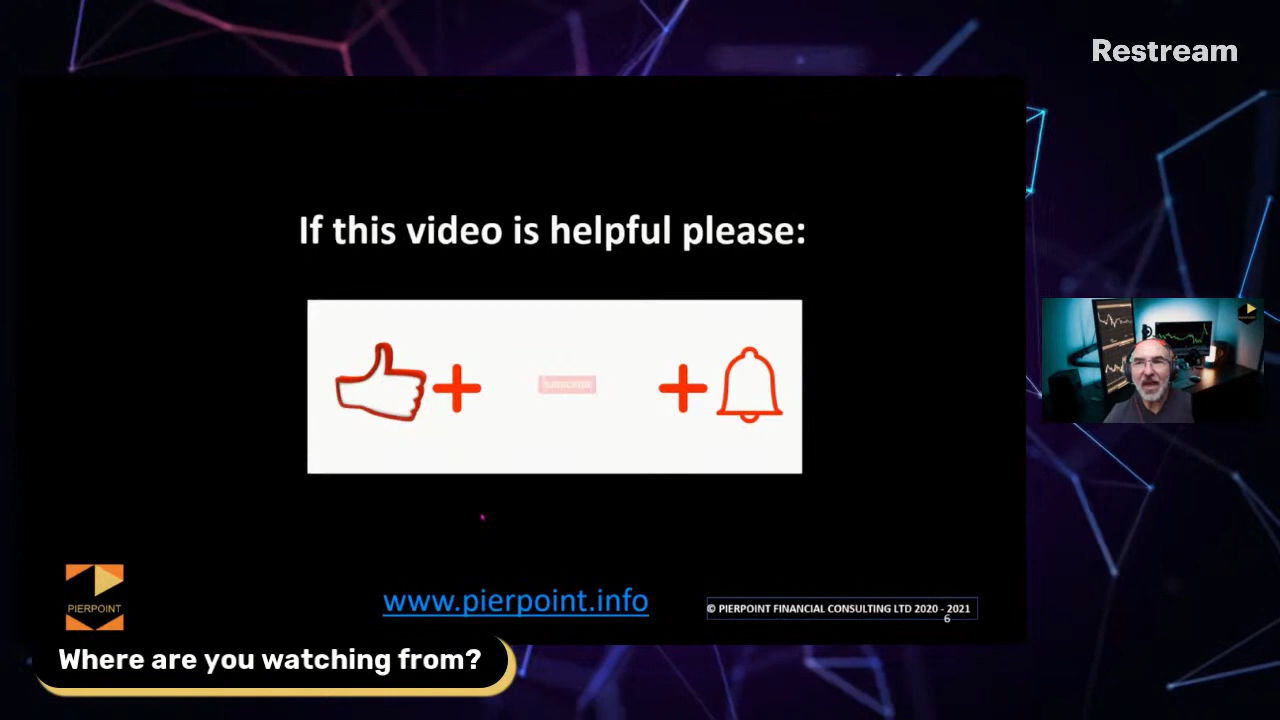 Restream
If this video is helpful please:
SUBSCRIBE
PIERPOINT
www.pierpoint.info
© PIERPOINT FINANCIAL CONSULTING LTD 2020 - 2021
6
Where are you watching from?